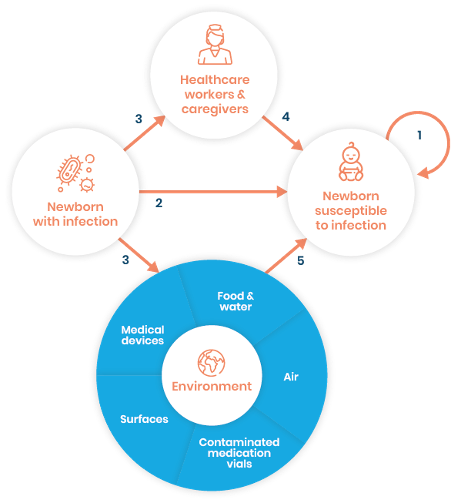 Healthcare
workers &
caregivers
3
4
1
Newborn
with infection
2
Newborn
susceptible
to infection
3
5
Food &
water
Medical
devices
Environment
Air
Surfaces
Contaminated
medication
vials